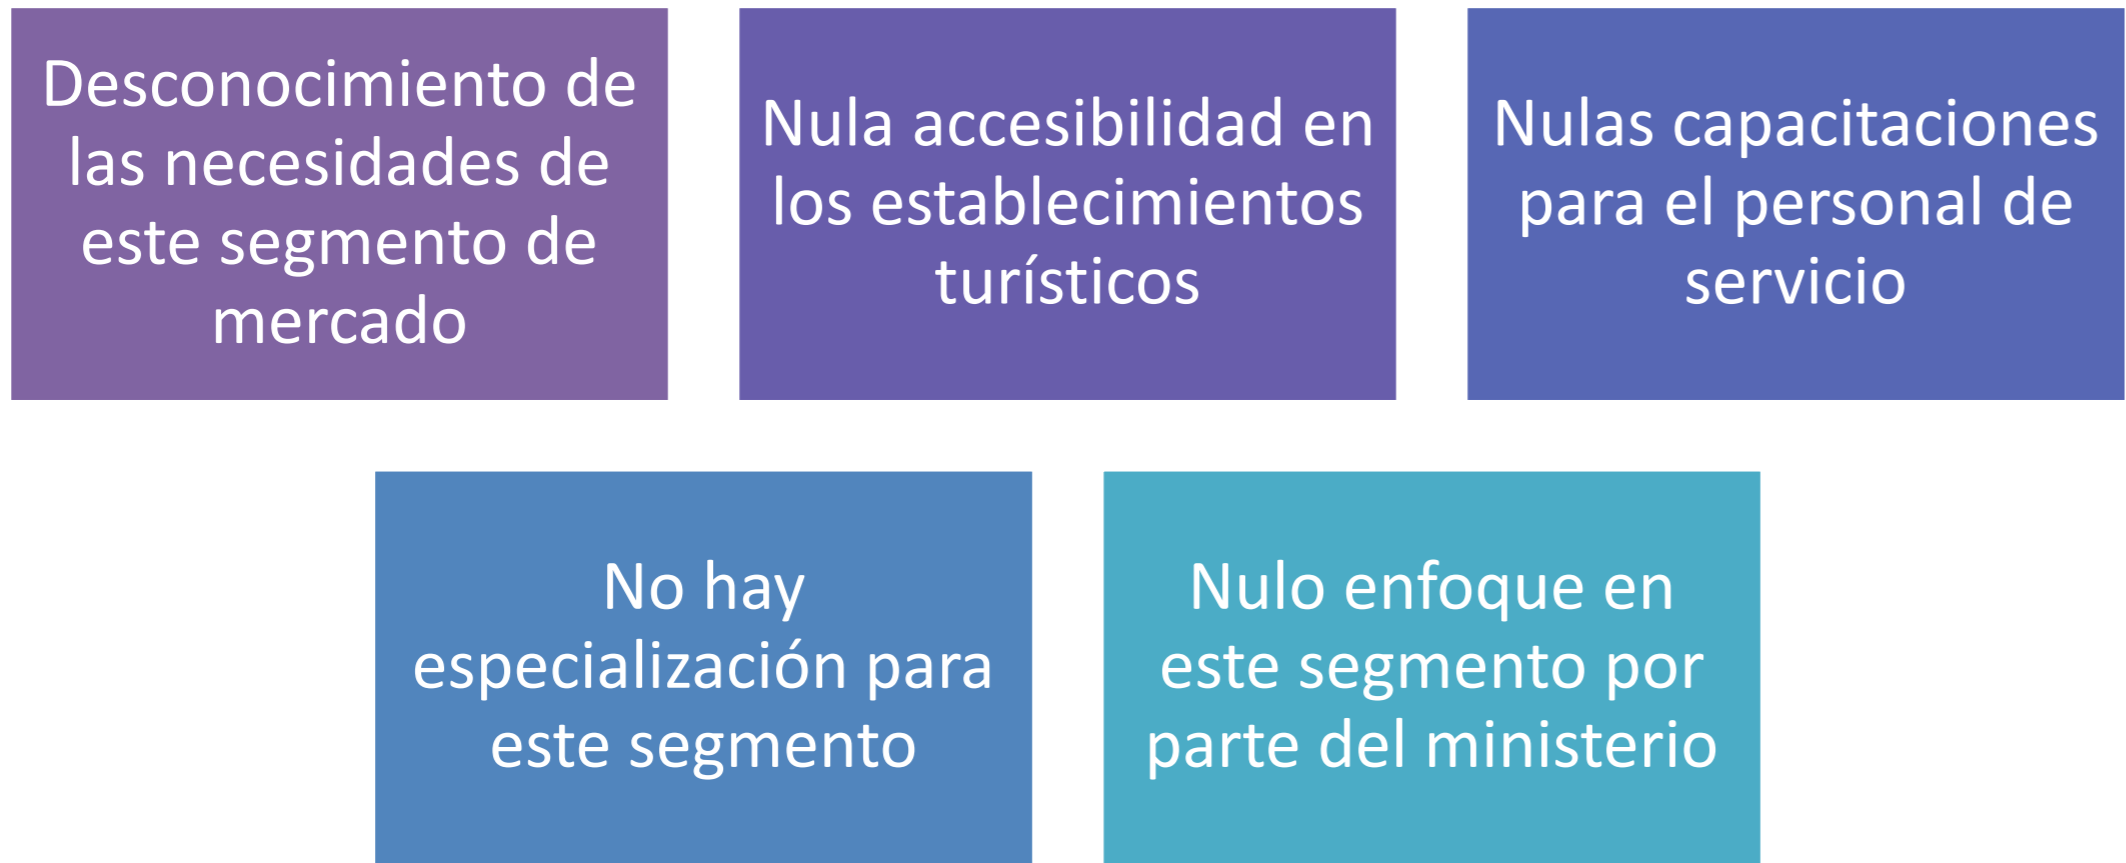 Desconocimiento de
las necesidades de
este segmento de
mercado
Nula accesibilidad en
los establecimientos
turísticos
Nulas capacitaciones
para el personal de
servicio
No hay
especialización para
este segmento
Nulo enfoque en
este segmento por
parte del ministerio